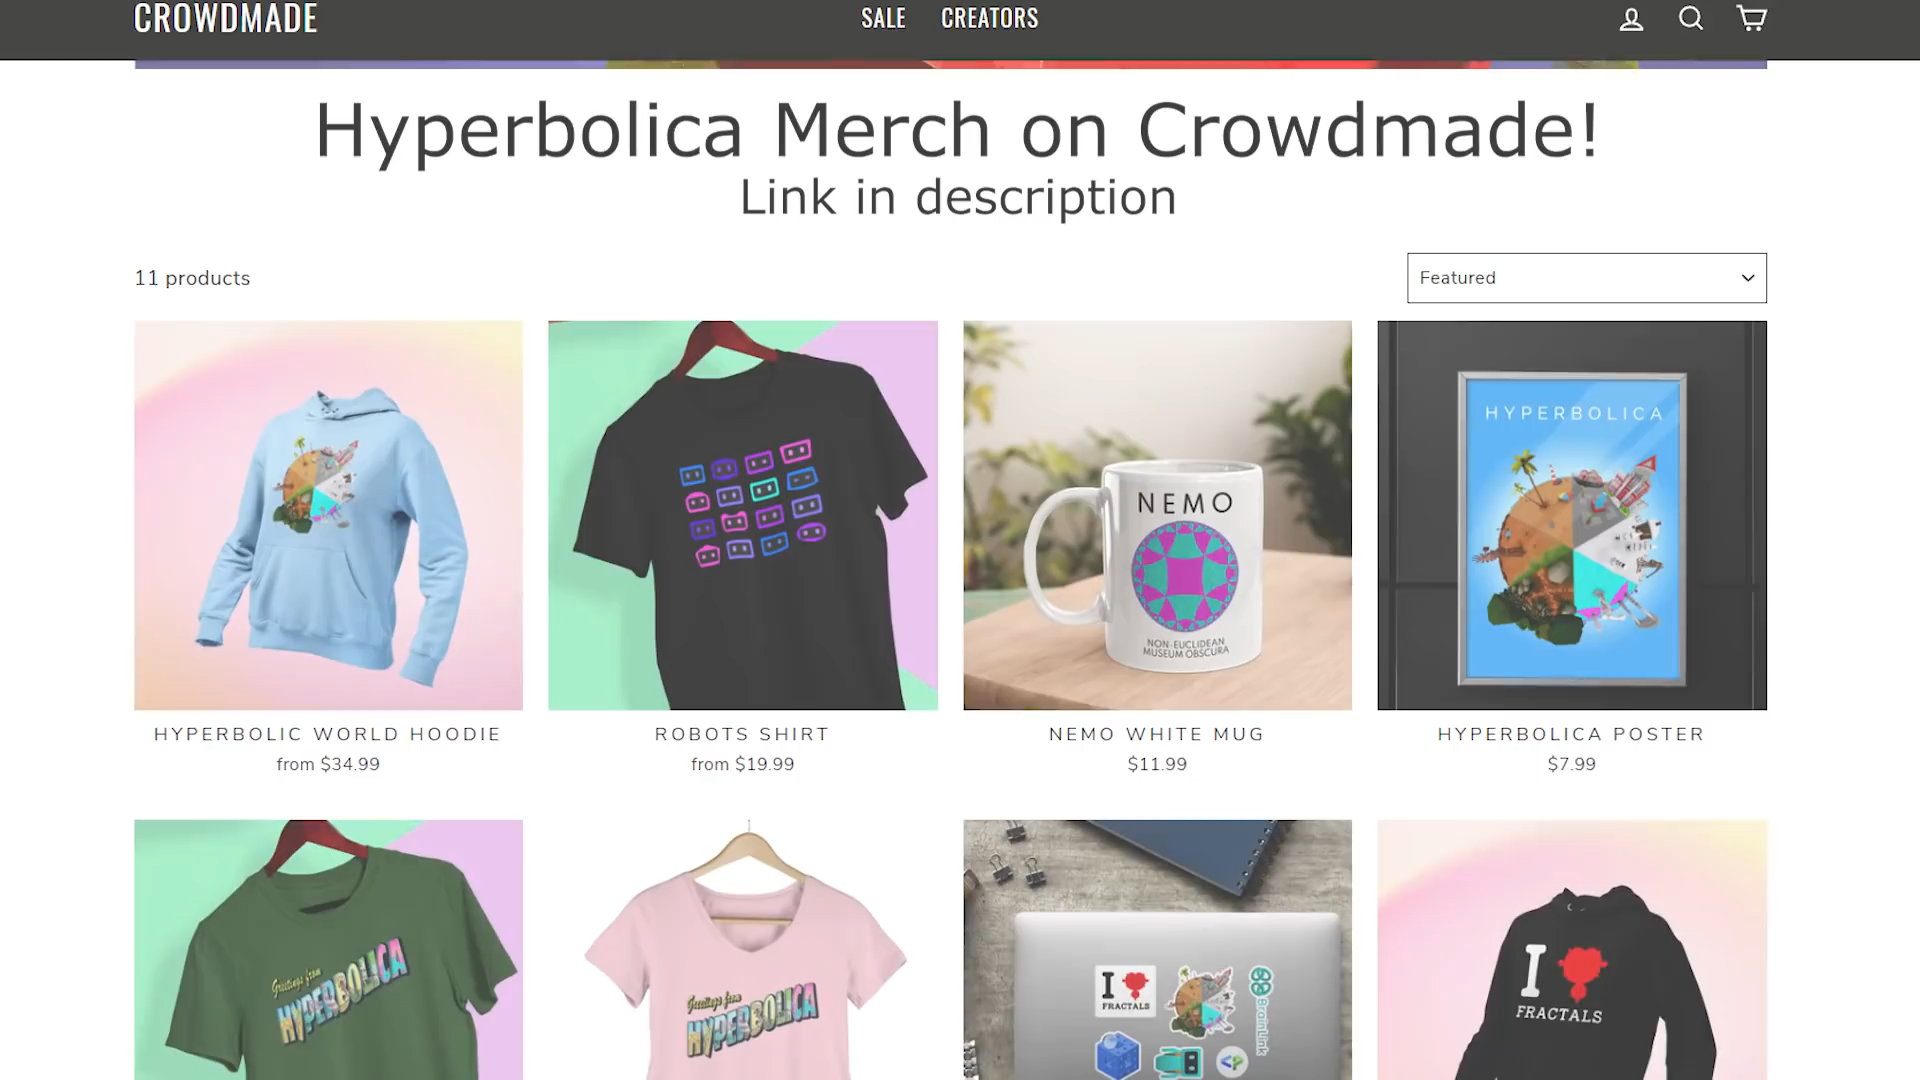 CROWDMADE
SALE
CREATORS
Hyperbolica Merch on Crowdmade!
Link in description
11 products
Featured
NEMO
NON-EUCLIDEAN
MUSEUM OBSCURA
HYPERBOLICA
HYPERBOLIC WORLD HOODIE
from $34.99
ROBOTS SHIRT
from $19.99
NEMO WHITE MUG
$11.99
HYPERBOLICA POSTER
$7.99
Greetings from
HYPERBOLICA
Greetings from
HYPERBOLICA
I
FRACTALS
BrainLink
I
FRACTALS